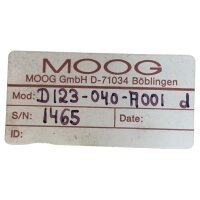 MOOG
MOOG GmbH D-71034 Böblingen
Mod: D123-040-A001 d
S/N: 1465 Date:
ID: